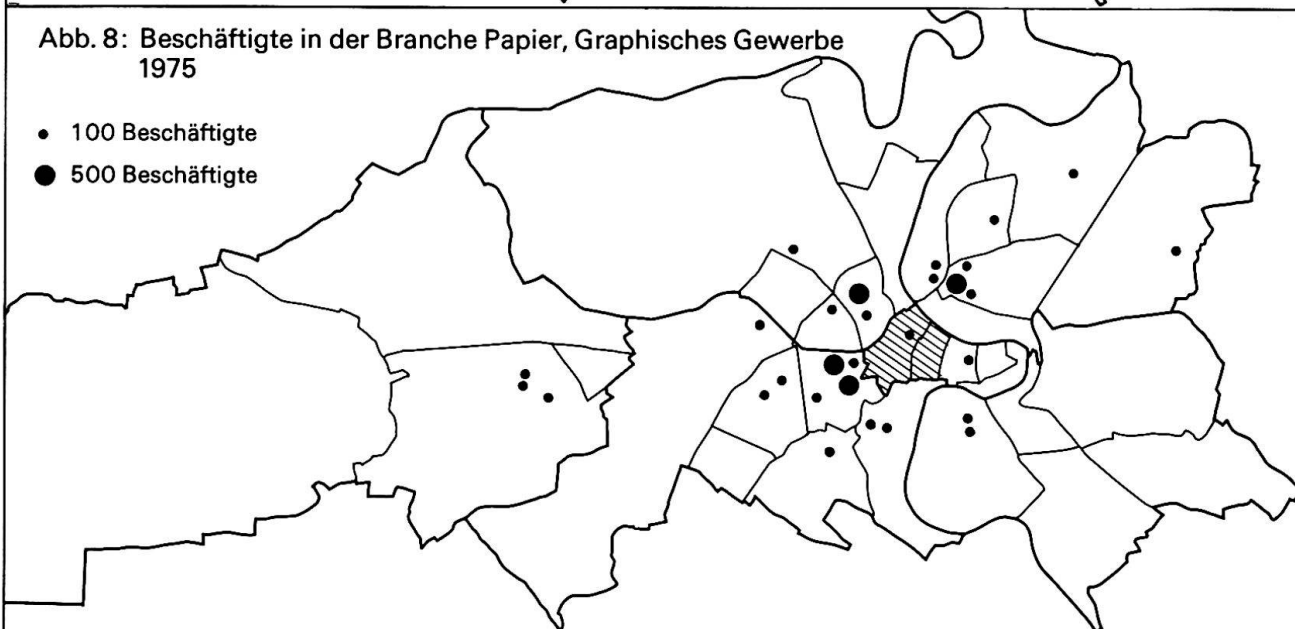 Abb. 8: Beschäftigte in der Branche Papier, Graphisches Gewerbe
1975
100 Beschäftigte
500 Beschäftigte